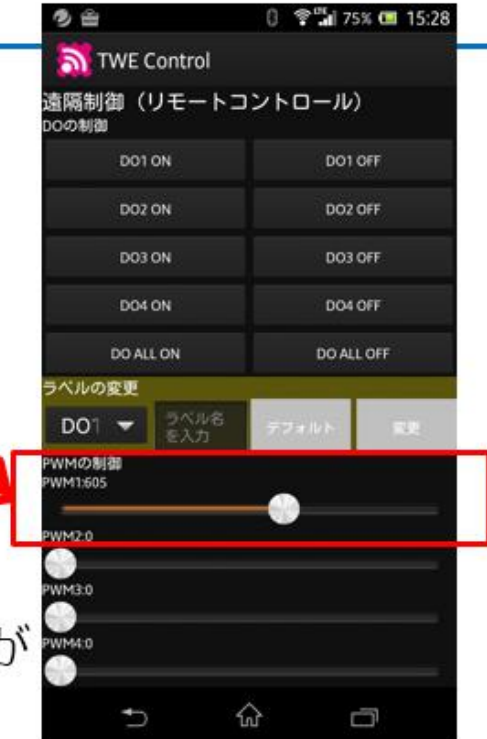 75% 15:28
TWE Control
遠隔制御（リモートコントロール）
DOの制御
DO1 ON DO1 OFF
DO2 ON DO2 OFF
DO3 ON DO3 OFF
DO4 ON DO4 OFF
DO ALL ON DO ALL OFF
ラベルの変更
DO1 ラベル名を入力 デフォルト 変更
PWMの制御
PWM1:605
PWM2:0
PWM3:0
が
PWM4:0